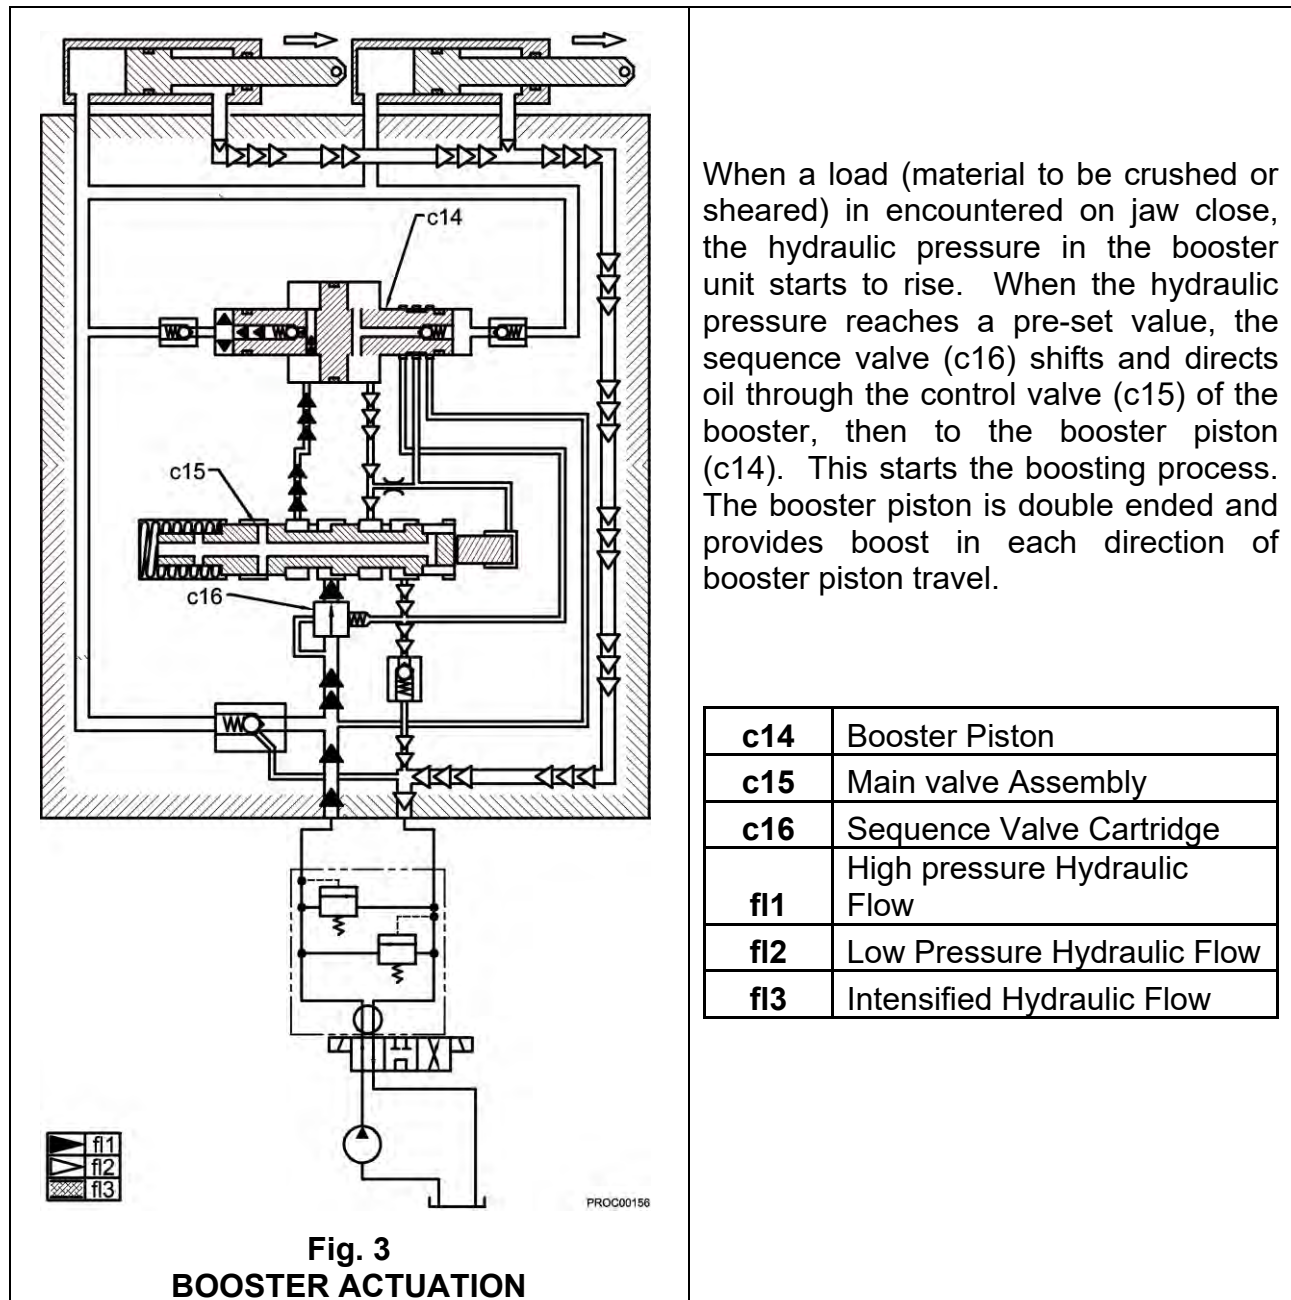 c14
c15
c16
fl1
fl2
fl3
PROC00156
Fig. 3
BOOSTER ACTUATION
When a load (material to be crushed or
sheared) in encountered on jaw close,
the hydraulic pressure in the booster
unit starts to rise. When the hydraulic
pressure reaches a pre-set value, the
sequence valve (c16) shifts and directs
oil through the control valve (c15) of the
booster, then to the booster piston
(c14). This starts the boosting process.
The booster piston is double ended and
provides boost in each direction of
booster piston travel.
c14 Booster Piston
c15 Main valve Assembly
c16 Sequence Valve Cartridge
High pressure Hydraulic
fl1 Flow
fl2 Low Pressure Hydraulic Flow
fl3 Intensified Hydraulic Flow